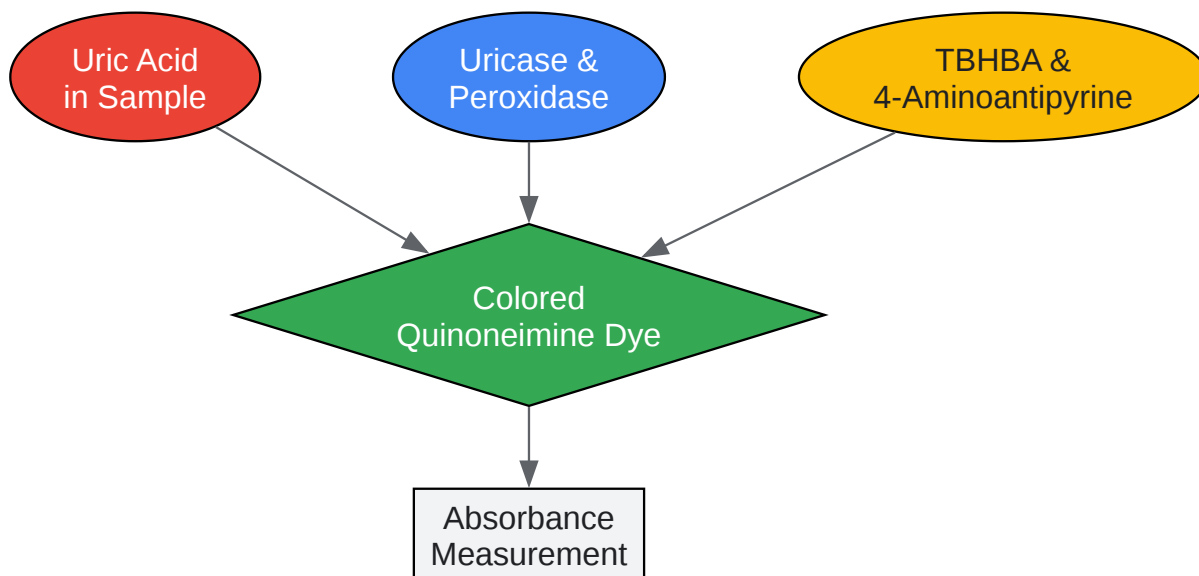 Uric Acid
in Sample
Uricase &
Peroxidase
TBHBA &
4-Aminoantipyrine
Colored
Quinoneimine Dye
Absorbance
Measurement